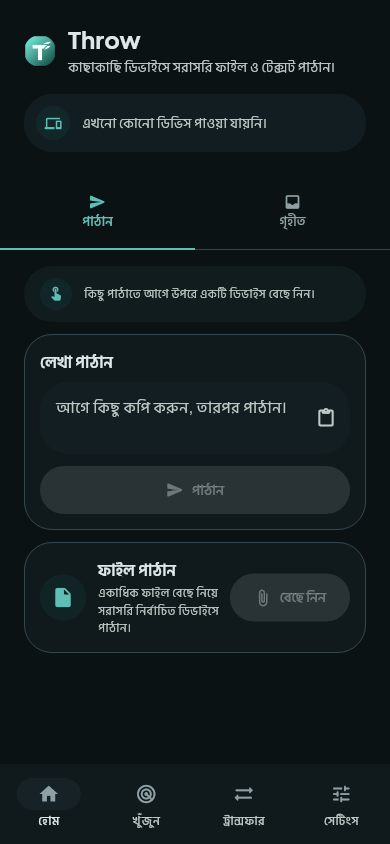 Throw
কাছাকাছি ডিভাইসে সরাসরি ফাইল ও টেক্সট পাঠান।
এখনো কোনো ডিভিস পাওয়া যায়নি।
পাঠান
গৃহীত
কিছু পাঠাতে আগে উপরে একটি ডিভাইস বেছে নিন।
লেখা পাঠান
আগে কিছু কপি করুন, তারপর পাঠান।
পাঠান
ফাইল পাঠান
একাধিক ফাইল বেছে নিয়ে
সরাসরি নির্বাচিত ডিভাইসে
পাঠান।
বেছে নিন
হোম
খুঁজুন
ট্রান্সফার
সেটিংস